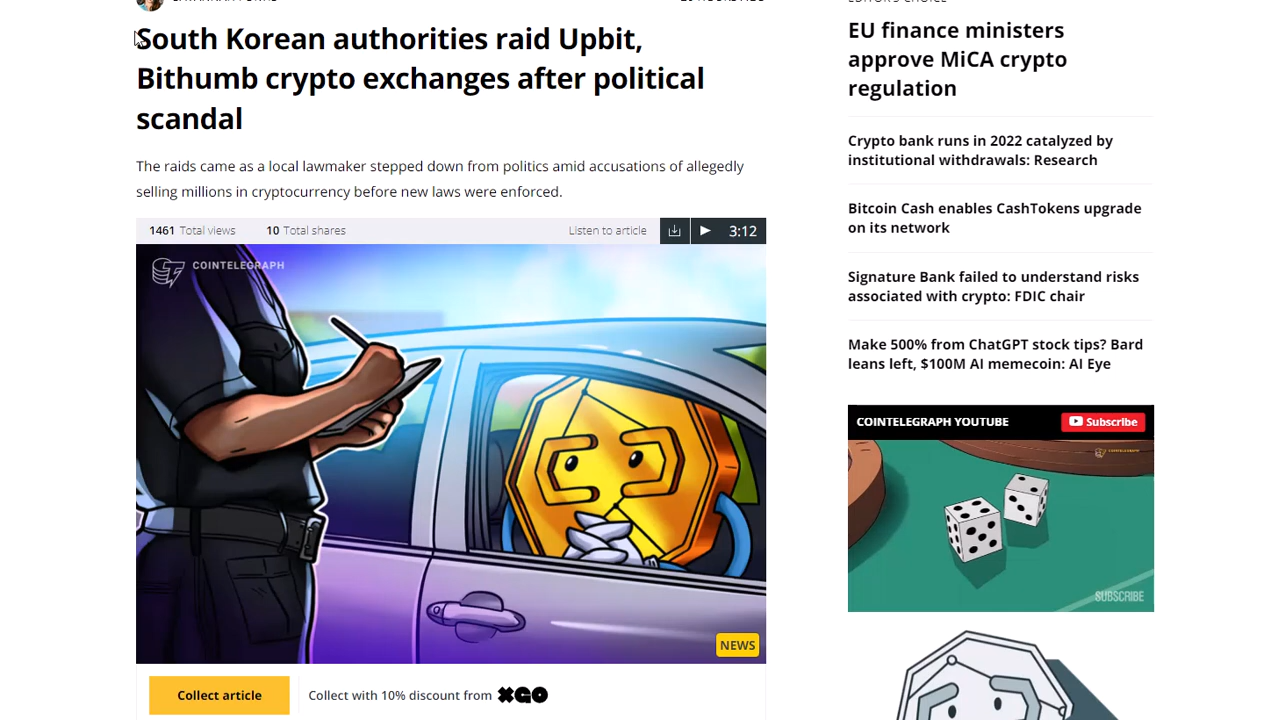 South Korean authorities raid Upbit,
Bithumb crypto exchanges after political
scandal
The raids came as a local lawmaker stepped down from politics amid accusations of allegedly
selling millions in cryptocurrency before new laws were enforced.
1461 Total views 10 Total shares Listen to article 3:12
COINTELEGRAPH
NEWS
Collect article Collect with 10% discount from XGO
EU finance ministers
approve MiCA crypto
regulation
Crypto bank runs in 2022 catalyzed by
institutional withdrawals: Research
Bitcoin Cash enables CashTokens upgrade
on its network
Signature Bank failed to understand risks
associated with crypto: FDIC chair
Make 500% from ChatGPT stock tips? Bard
leans left, $100M AI memecoin: AI Eye
COINTELEGRAPH YOUTUBE Subscribe
SUBSCRIBE